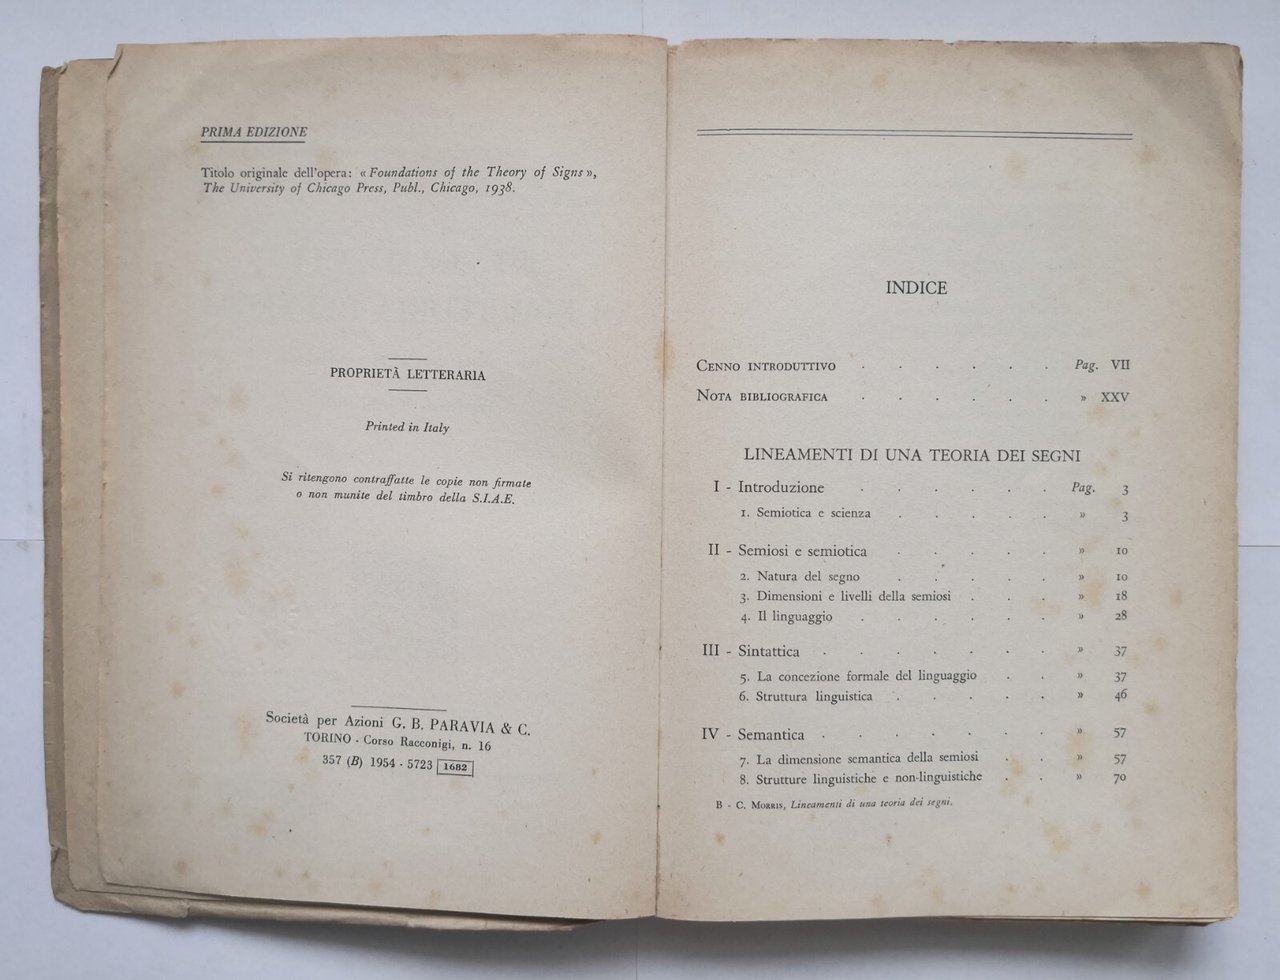 PRIMA EDIZIONE
Titolo originale dell'opera: « Foundations of the Theory of Signs »,
The University of Chicago Press, Publ., Chicago, 1938.
PROPRIETÀ LETTERARIA
Printed in Italy
Si ritengono contraffatte le copie non firmate
o non munite del timbro della S.I.A.E.
Società per Azioni G. B. PARAVIA & C.
TORINO - Corso Racconigi, n. 16
357 (B) 1954 - 5723 1682
INDICE
CENNO INTRODUTTIVO . . . . . . Pag. VII
NOTA BIBLIOGRAFICA . . . . . . » XXV
LINEAMENTI DI UNA TEORIA DEI SEGNI
I - Introduzione . . . . . . Pag. 3
1. Semiotica e scienza . . . . . » 3
II - Semiosi e semiotica . . . . . » 10
2. Natura del segno . . . . . » 10
3. Dimensioni e livelli della semiosi . . . » 18
4. Il linguaggio . . . . . . » 28
III - Sintattica . . . . . . . » 37
5. La concezione formale del linguaggio . . » 37
6. Struttura linguistica . . . . . » 46
IV - Semantica . . . . . . . » 57
7. La dimensione semantica della semiosi . . » 57
8. Strutture linguistiche e non-linguistiche . . » 70
B - C. MORRIS, Lineamenti di una teoria dei segni.